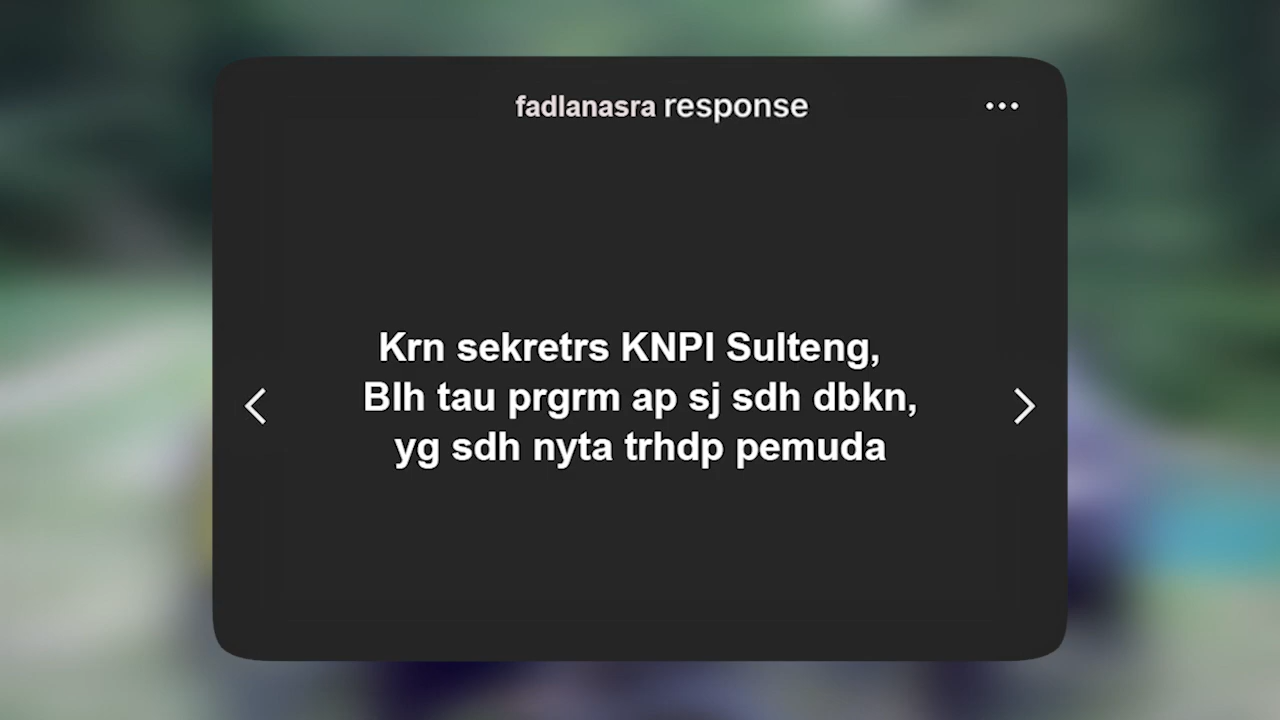 fadlanasra response
Krn sekretrs KNPI Sulteng,
Blh tau prgrm ap sj sdh dbkn,
yg sdh nyta trhdp pemuda